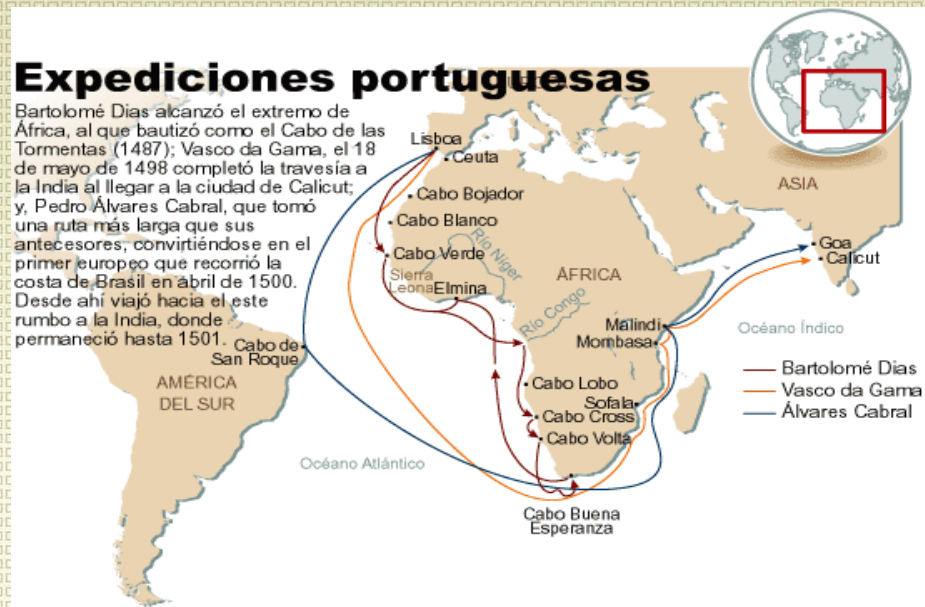 Expediciones portuguesas
Bartolomé Dias alcanzó el extremo de
África, al que bautizó como el Cabo de las
Tormentas (1487); Vasco da Gama, el 18
de mayo de 1498 completó la travesía a
la India al llegar a la ciudad de Calicut;
y, Pedro Álvares Cabral, que tomó
una ruta más larga que sus
antecesores, convirtiéndose en el
primer europeo que recorrió la
costa de Brasil en abril de 1500.
Desde ahí viajó hacia el este
rumbo a la India, donde
permaneció hasta 1501.
Lisboa
Ceuta
Cabo Bojador
Cabo Blanco
Cabo Verde
Sierra
Leona
Elmina
Río Níger
ÁFRICA
Río Congo
ASIA
Goa
Calicut
Malindi
Mombasa
Océano Índico
Cabo de
San Roque
AMÉRICA
DEL SUR
Cabo Lobo
Sofala
Cabo Cross
Cabo Volta
Océano Atlántico
Cabo Buena
Esperanza
Bartolomé Dias
Vasco da Gama
Álvares Cabral